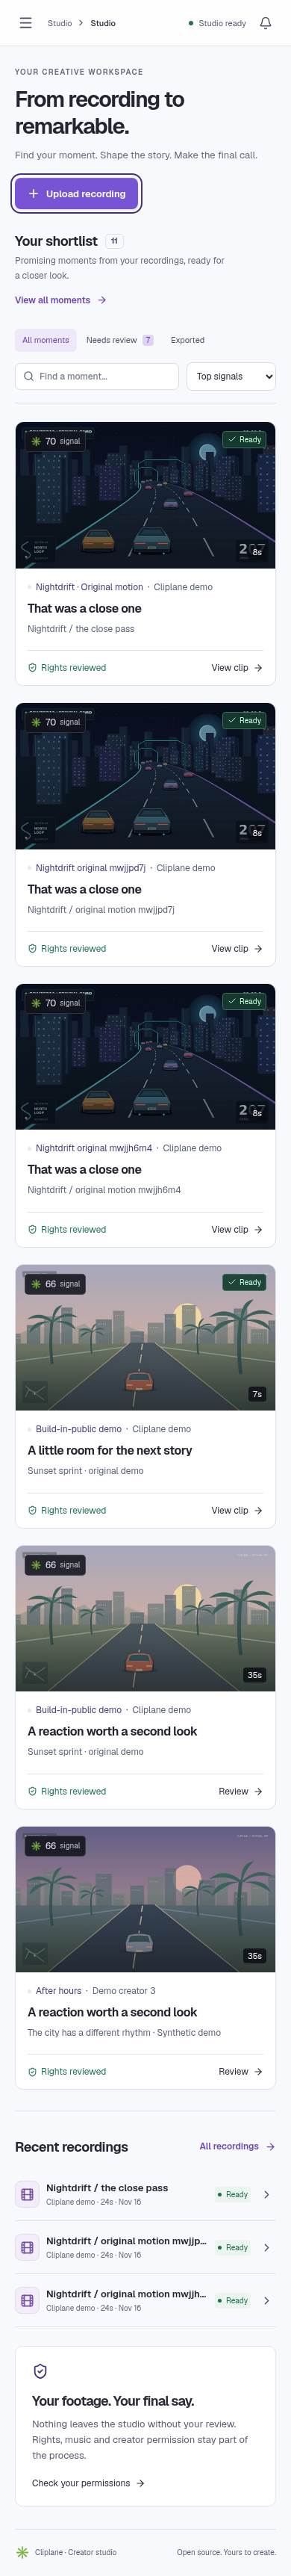 Studio > Studio
Studio ready
YOUR CREATIVE WORKSPACE
From recording to
remarkable.
Find your moment. Shape the story. Make the final call.
Upload recording
Your shortlist 11
Promising moments from your recordings, ready for
a closer look.
View all moments
All moments
Needs review 7
Exported
Find a moment...
Top signals
70 signal
Ready
NORTH
LOOP
8s
Nightdrift · Original motion · Cliplane demo
That was a close one
Nightdrift / the close pass
Rights reviewed
View clip
70 signal
Ready
NORTH
LOOP
8s
Nightdrift original mwjjpd7j · Cliplane demo
That was a close one
Nightdrift / original motion mwjjpd7j
Rights reviewed
View clip
70 signal
Ready
NORTH
LOOP
8s
Nightdrift original mwjjh6m4 · Cliplane demo
That was a close one
Nightdrift / original motion mwjjh6m4
Rights reviewed
View clip
66 signal
Ready
7s
Build-in-public demo · Cliplane demo
A little room for the next story
Sunset sprint · original demo
Rights reviewed
View clip
66 signal
35s
Build-in-public demo · Cliplane demo
A reaction worth a second look
Sunset sprint · original demo
Rights reviewed
Review
66 signal
35s
After hours · Demo creator 3
A reaction worth a second look
The city has a different rhythm · Synthetic demo
Rights reviewed
Review
Recent recordings
All recordings
Nightdrift / the close pass
Cliplane demo · 24s · Nov 16
Ready
Nightdrift / original motion mwjjp...
Cliplane demo · 24s · Nov 16
Ready
Nightdrift / original motion mwjjh...
Cliplane demo · 24s · Nov 16
Ready
Your footage. Your final say.
Nothing leaves the studio without your review.
Rights, music and creator permission stay part of
the process.
Check your permissions
Cliplane · Creator studio
Open source. Yours to create.